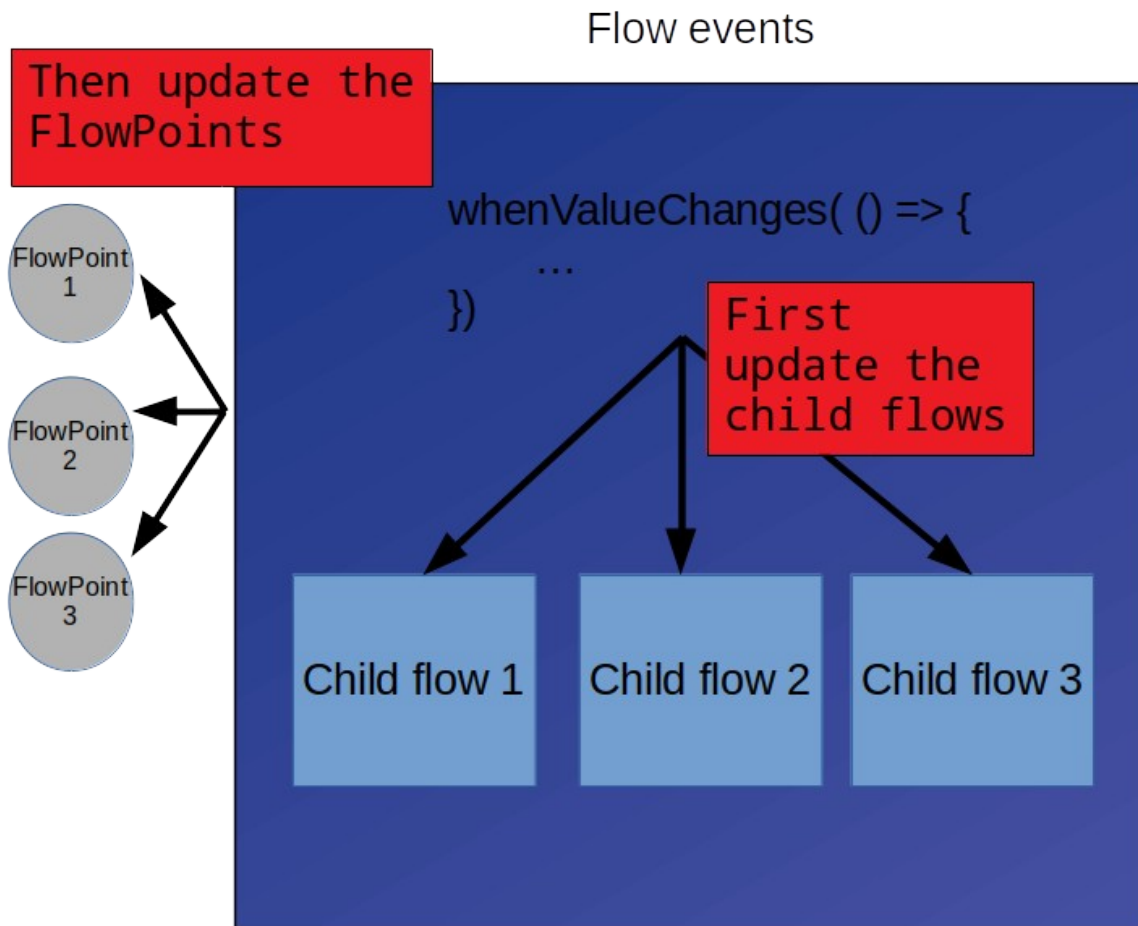 Flow events
Then update the
FlowPoints
whenValueChanges( () => {
...
})
First
update the
child flows
FlowPoint
1
FlowPoint
2
FlowPoint
3
Child flow 1
Child flow 2
Child flow 3